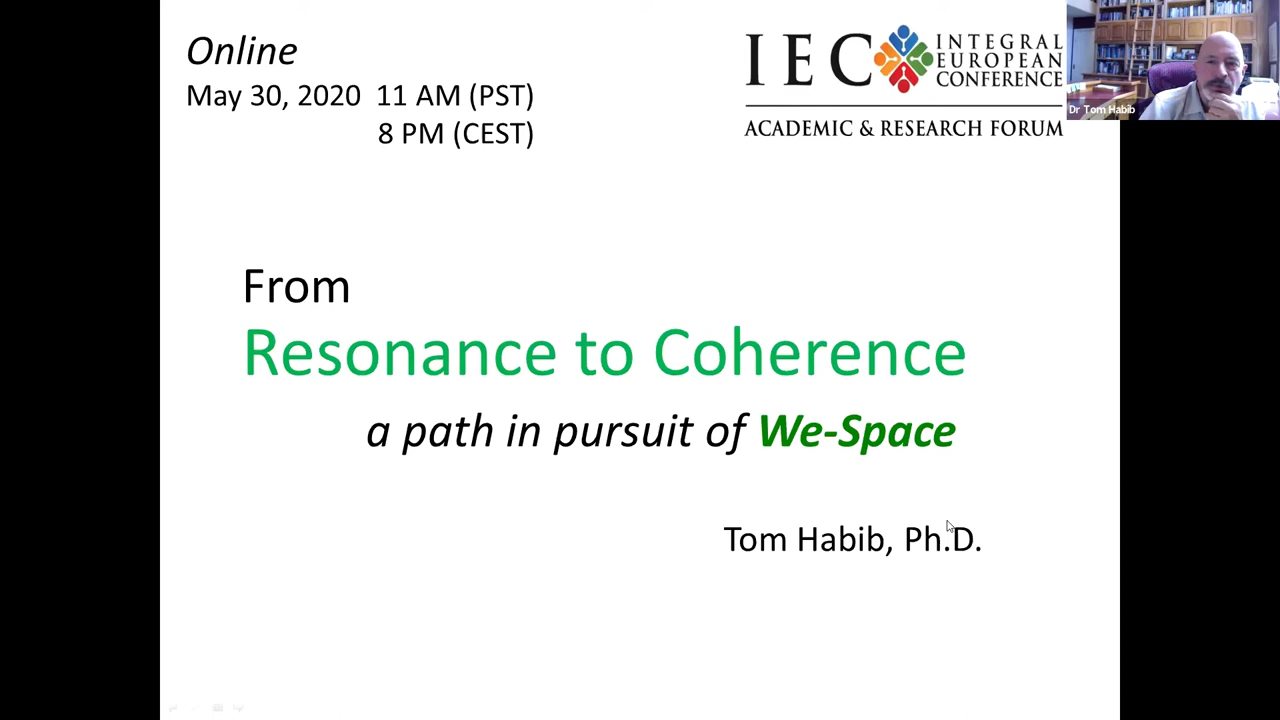 Online
May 30, 2020 11 AM (PST)
8 PM (CEST)
IEC INTEGRAL
EUROPEAN
CONFERENCE
ACADEMIC & RESEARCH FORUM
Dr Tom Habib
From
Resonance to Coherence
a path in pursuit of We-Space
Tom Habib, Ph.D.